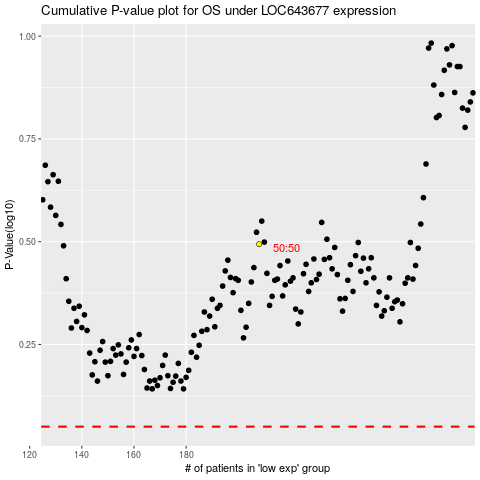 Cumulative P-value plot for OS under LOC643677 expression
1.00
0.75
0.50
0.25
P-Value(log10)
50:50
120 140 160 180
# of patients in 'low exp' group